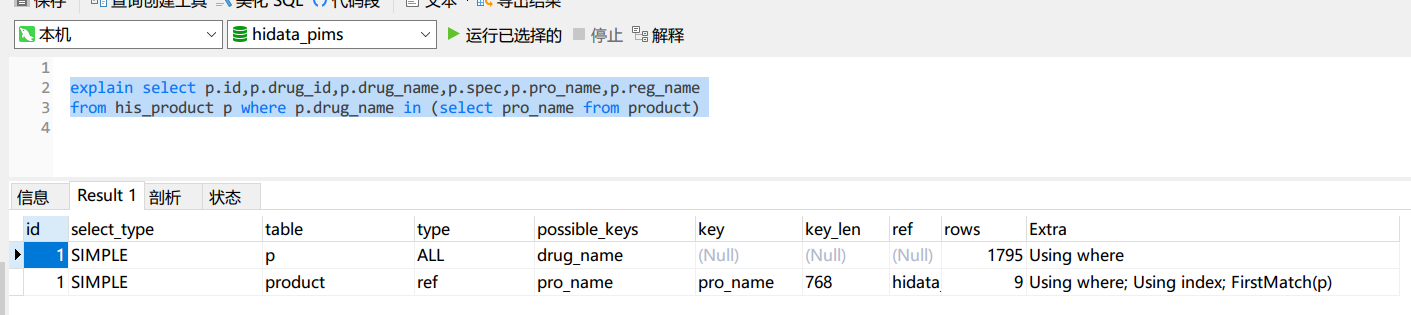 保存 查询创建工具 美化 SQL 代码段 文本 导出结果
本机 hidata_pims 运行已选择的 停止 解释
1
2 explain select p.id,p.drug_id,p.drug_name,p.spec,p.pro_name,p.reg_name
3 from his_product p where p.drug_name in (select pro_name from product)
4
信息 Result 1 剖析 状态
id select_type table type possible_keys key key_len ref rows Extra
1 SIMPLE p ALL drug_name (Null) (Null) (Null) 1795 Using where
1 SIMPLE product ref pro_name pro_name 768 hidata_ 9 Using where; Using index; FirstMatch(p)